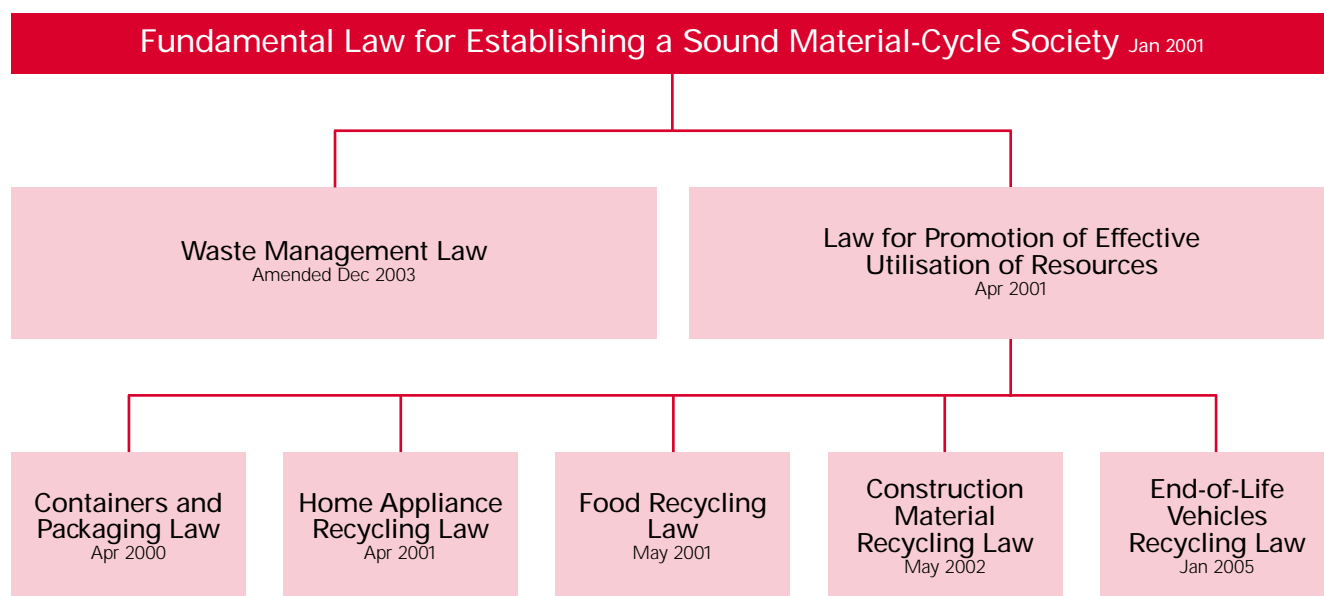 Fundamental Law for Establishing a Sound Material-Cycle Society Jan 2001
Waste Management Law
Amended Dec 2003
Law for Promotion of Effective
Utilisation of Resources
Apr 2001
Containers and
Packaging Law
Apr 2000
Home Appliance
Recycling Law
Apr 2001
Food Recycling
Law
May 2001
Construction
Material
Recycling Law
May 2002
End-of-Life
Vehicles
Recycling Law
Jan 2005